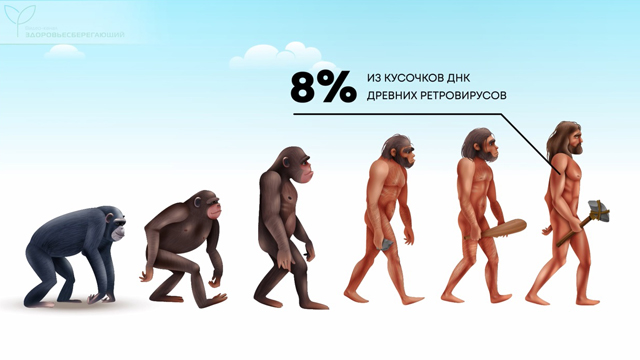 ЗДОРОВЬЕСБЕРЕГАЮЩИЙ
8% ИЗ КУСОЧКОВ ДНК
ДРЕВНИХ РЕТРОВИРУСОВ